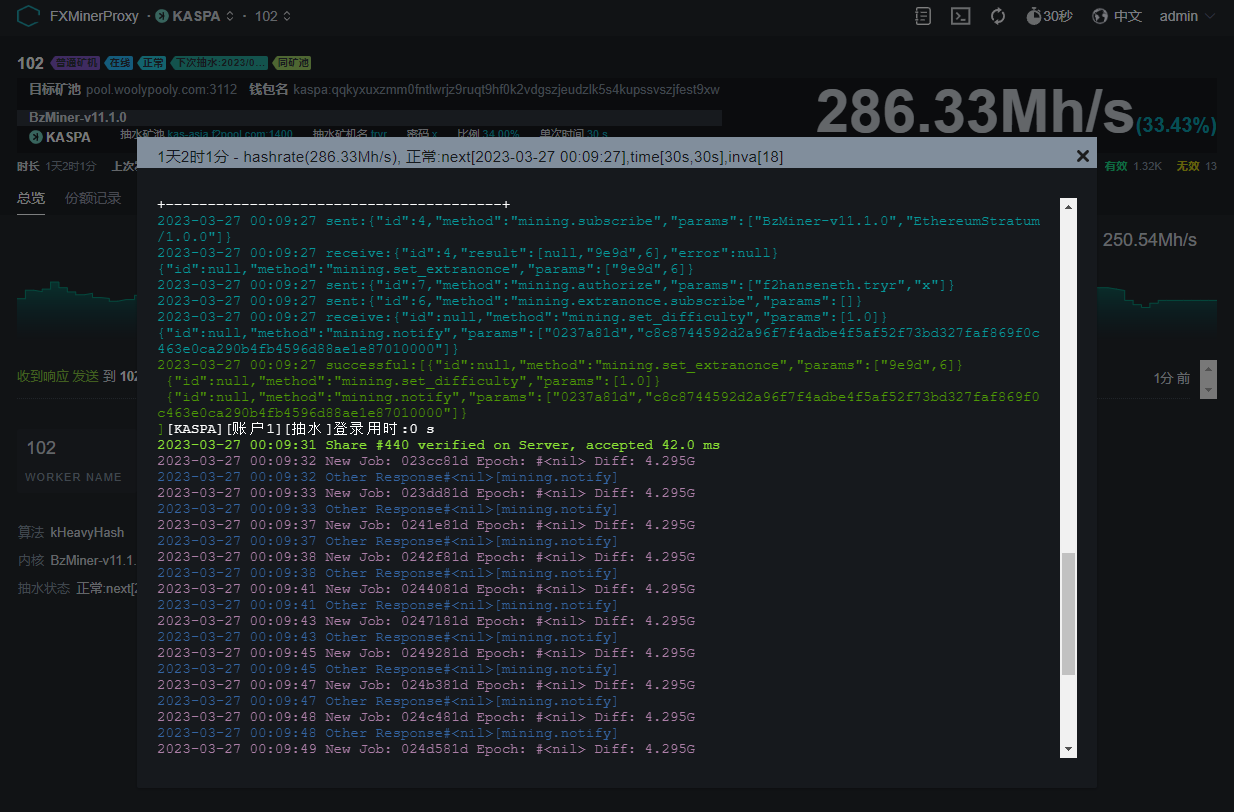 FXMinerProxy - KASPA - 102 30秒 中文 admin
102 普通矿机 在线 正常 下次抽水:2023/0... 同矿池
目标矿池 pool.woolypooly.com:3112 钱包名 kaspa:qqkyxuxzmm0fntlwrjz9ruqt9hf0k2vdgszjeudzlk5s4kupssvszjfest9xw
286.33Mh/s(33.43%)
BzMiner-v11.1.0
KASPA 抽水矿池 kas-asia.f2pool.com:1400 抽水矿机名 tryr 密码 x 比例 34.00% 单次时间 30 s
时长 1天2时1分 上次 有效 1.32K 无效 13
总览 份额记录
250.54Mh/s
收到响应 发送 到 102
1分 前
102
WORKER NAME
算法 kHeavyHash
内核 BzMiner-v11.1.
抽水状态 正常:next[2
1天2时1分 - hashrate(286.33Mh/s), 正常:next[2023-03-27 00:09:27],time[30s,30s],inva[18]
+----------------------------------------+
2023-03-27 00:09:27 sent:{"id":4,"method":"mining.subscribe","params":["BzMiner-v11.1.0","EthereumStratum
/1.0.0"]}
2023-03-27 00:09:27 receive:{"id":4,"result":[null,"9e9d",6],"error":null}
{"id":null,"method":"mining.set_extranonce","params":["9e9d",6]}
2023-03-27 00:09:27 sent:{"id":7,"method":"mining.authorize","params":["f2hanseneth.tryr","x"]}
2023-03-27 00:09:27 sent:{"id":6,"method":"mining.extranonce.subscribe","params":[]}
2023-03-27 00:09:27 receive:{"id":null,"method":"mining.set_difficulty","params":[1.0]}
{"id":null,"method":"mining.notify","params":["0237a81d","c8c8744592d2a96f7f4adbe4f5af52f73bd327faf869f0c
463e0ca290b4fb4596d88ae1e87010000"]}
2023-03-27 00:09:27 successful:[{"id":null,"method":"mining.set_extranonce","params":["9e9d",6]}
{"id":null,"method":"mining.set_difficulty","params":[1.0]}
{"id":null,"method":"mining.notify","params":["0237a81d","c8c8744592d2a96f7f4adbe4f5af52f73bd327faf869f0
c463e0ca290b4fb4596d88ae1e87010000"]}
][KASPA][账户1][抽水]登录用时:0 s
2023-03-27 00:09:31 Share #440 verified on Server, accepted 42.0 ms
2023-03-27 00:09:32 New Job: 023cc81d Epoch: #<nil> Diff: 4.295G
2023-03-27 00:09:32 Other Response#<nil>[mining.notify]
2023-03-27 00:09:33 New Job: 023dd81d Epoch: #<nil> Diff: 4.295G
2023-03-27 00:09:33 Other Response#<nil>[mining.notify]
2023-03-27 00:09:37 New Job: 0241e81d Epoch: #<nil> Diff: 4.295G
2023-03-27 00:09:37 Other Response#<nil>[mining.notify]
2023-03-27 00:09:38 New Job: 0242f81d Epoch: #<nil> Diff: 4.295G
2023-03-27 00:09:38 Other Response#<nil>[mining.notify]
2023-03-27 00:09:41 New Job: 0244081d Epoch: #<nil> Diff: 4.295G
2023-03-27 00:09:41 Other Response#<nil>[mining.notify]
2023-03-27 00:09:43 New Job: 0247181d Epoch: #<nil> Diff: 4.295G
2023-03-27 00:09:43 Other Response#<nil>[mining.notify]
2023-03-27 00:09:45 New Job: 0249281d Epoch: #<nil> Diff: 4.295G
2023-03-27 00:09:45 Other Response#<nil>[mining.notify]
2023-03-27 00:09:47 New Job: 024b381d Epoch: #<nil> Diff: 4.295G
2023-03-27 00:09:47 Other Response#<nil>[mining.notify]
2023-03-27 00:09:48 New Job: 024c481d Epoch: #<nil> Diff: 4.295G
2023-03-27 00:09:48 Other Response#<nil>[mining.notify]
2023-03-27 00:09:49 New Job: 024d581d Epoch: #<nil> Diff: 4.295G